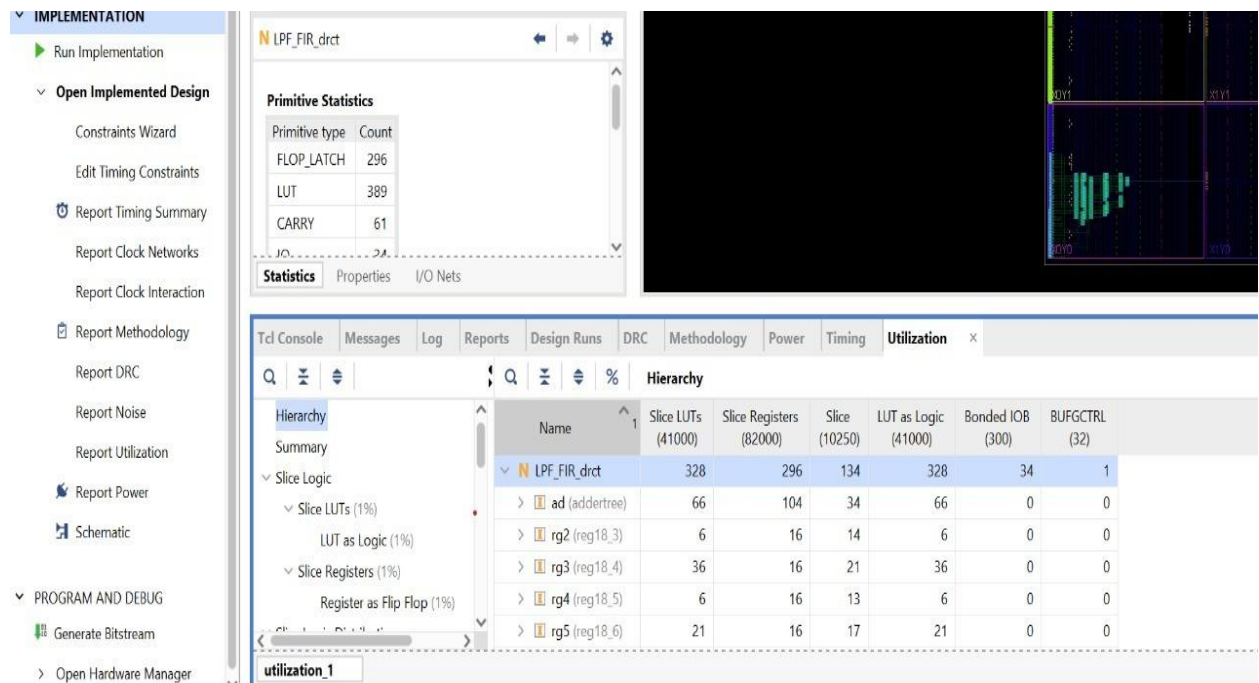 IMPLEMENTATION
Run Implementation
Open Implemented Design
Constraints Wizard
Edit Timing Constraints
Report Timing Summary
Report Clock Networks
Report Clock Interaction
Report Methodology
Report DRC
Report Noise
Report Utilization
Report Power
Schematic
PROGRAM AND DEBUG
Generate Bitstream
Open Hardware Manager
N LPF_FIR_drct
Primitive Statistics
Primitive type Count
FLOP_LATCH 296
LUT 389
CARRY 61
IO 34
Statistics Properties I/O Nets
X0Y1 X1Y1
X0Y0 X1Y0
Tcl Console Messages Log Reports Design Runs DRC Methodology Power Timing Utilization ×
% Hierarchy
Hierarchy
Summary
Slice Logic
Slice LUTs (1%)
LUT as Logic (1%)
Slice Registers (1%)
Register as Flip Flop (1%)
Name 1 Slice LUTs (41000) Slice Registers (82000) Slice (10250) LUT as Logic (41000) Bonded IOB (300) BUFGCTRL (32)
N LPF_FIR_drct 328 296 134 328 34 1
I ad (addertree) 66 104 34 66 0 0
I rg2 (reg18_3) 6 16 14 6 0 0
I rg3 (reg18_4) 36 16 21 36 0 0
I rg4 (reg18_5) 6 16 13 6 0 0
I rg5 (reg18_6) 21 16 17 21 0 0
utilization_1